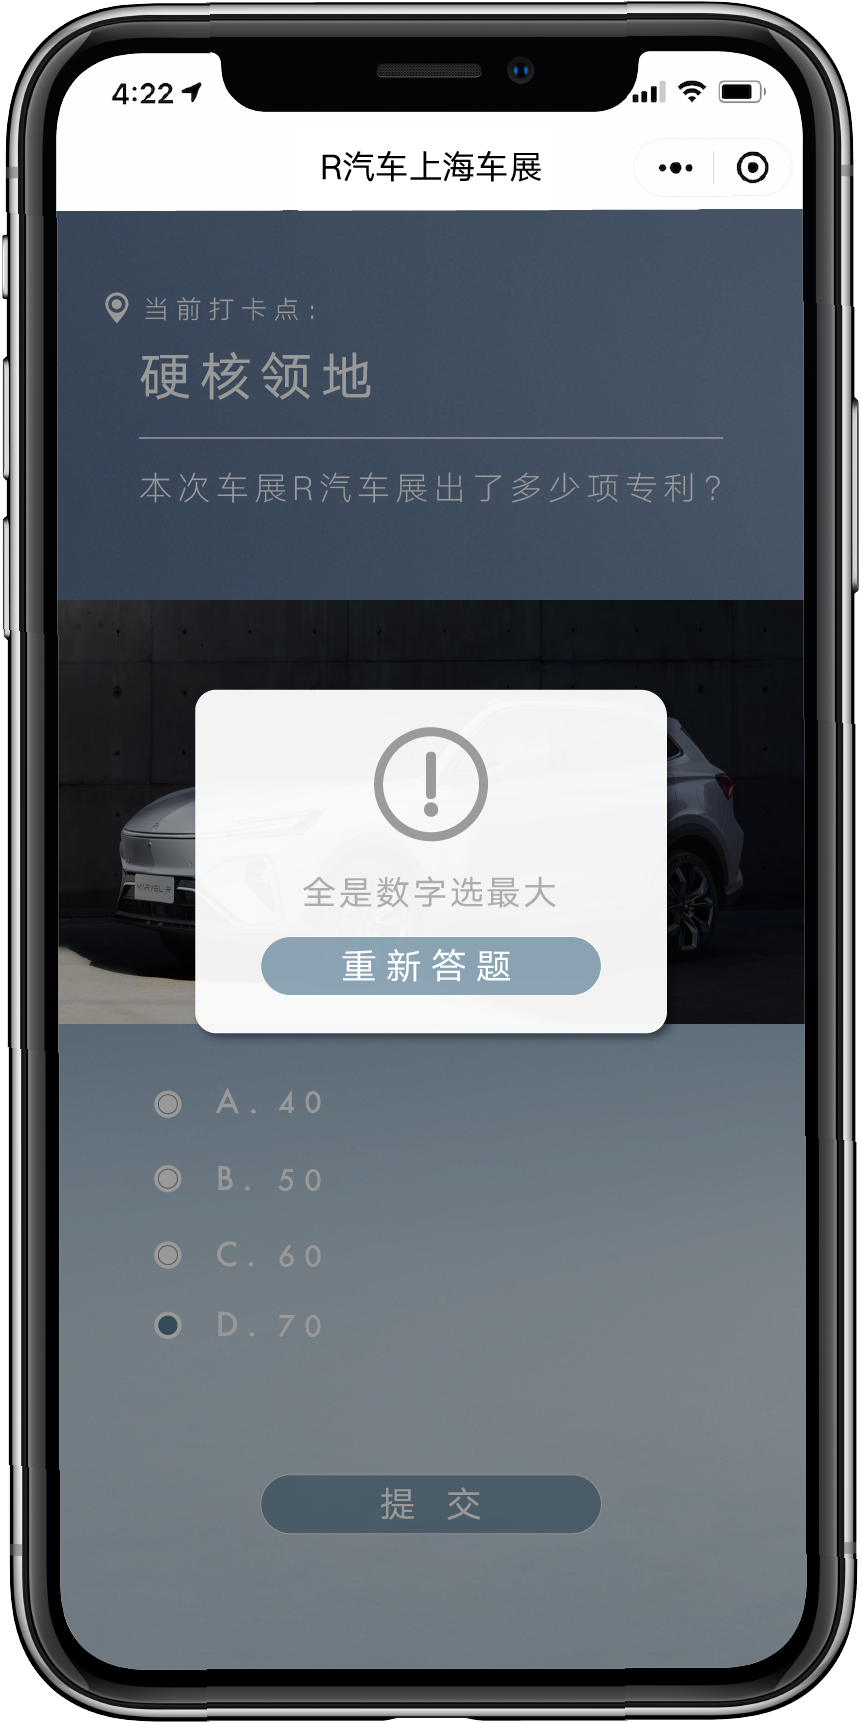 4:22
R汽车上海车展
当前打卡点:
硬核领地
本次车展R汽车展出了多少项专利?
MARVEL R
全是数字选最大
重新答题
A. 40
B. 50
C. 60
D. 70
提 交